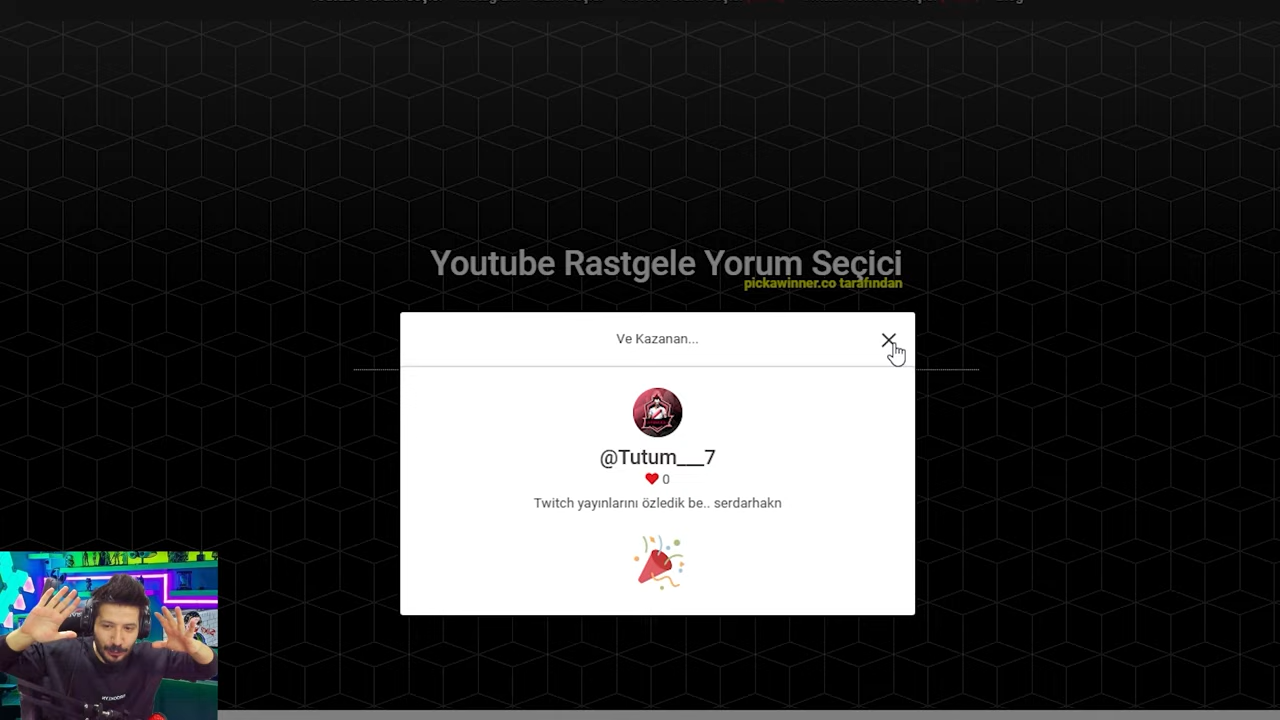 Youtube Rastgele Yorum Seçici
pickawinner.co tarafından
Ve Kazanan...
@Tutum___7
0
Twitch yayınlarını özledik be.. serdarhakn